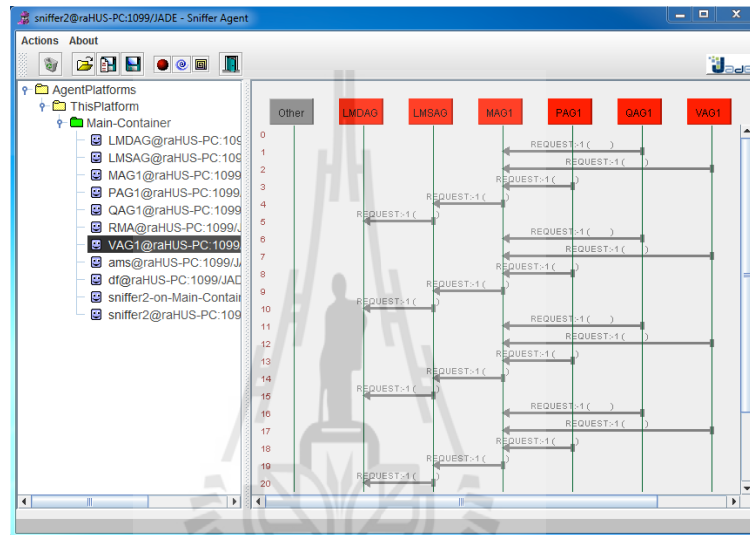 sniffer2@raHUS-PC:1099/JADE - Sniffer Agent
Actions About
Jade
AgentPlatforms
ThisPlatform
Main-Container
LMDAG@raHUS-PC:109
LMSAG@raHUS-PC:109
MAG1@raHUS-PC:1099
PAG1@raHUS-PC:1099
QAG1@raHUS-PC:1099
RMA@raHUS-PC:1099/J
VAG1@raHUS-PC:1099
ams@raHUS-PC:1099/J
df@raHUS-PC:1099/JAD
sniffer2-on-Main-Contair
sniffer2@raHUS-PC:109
Other LMDAG LMSAG MAG1 PAG1 QAG1 VAG1
0
REQUEST:-1 ( )
1
REQUEST:-1 ( )
2
REQUEST:-1 ( )
3
REQUEST:-1 ( )
4
REQUEST:-1 ( )
5
REQUEST:-1 ( )
6
REQUEST:-1 ( )
7
REQUEST:-1 ( )
8
REQUEST:-1 ( )
9
REQUEST:-1 ( )
10
REQUEST:-1 ( )
11
REQUEST:-1 ( )
12
REQUEST:-1 ( )
13
REQUEST:-1 ( )
14
REQUEST:-1 ( )
15
REQUEST:-1 ( )
16
REQUEST:-1 ( )
17
REQUEST:-1 ( )
18
REQUEST:-1 ( )
19
REQUEST:-1 ( )
20